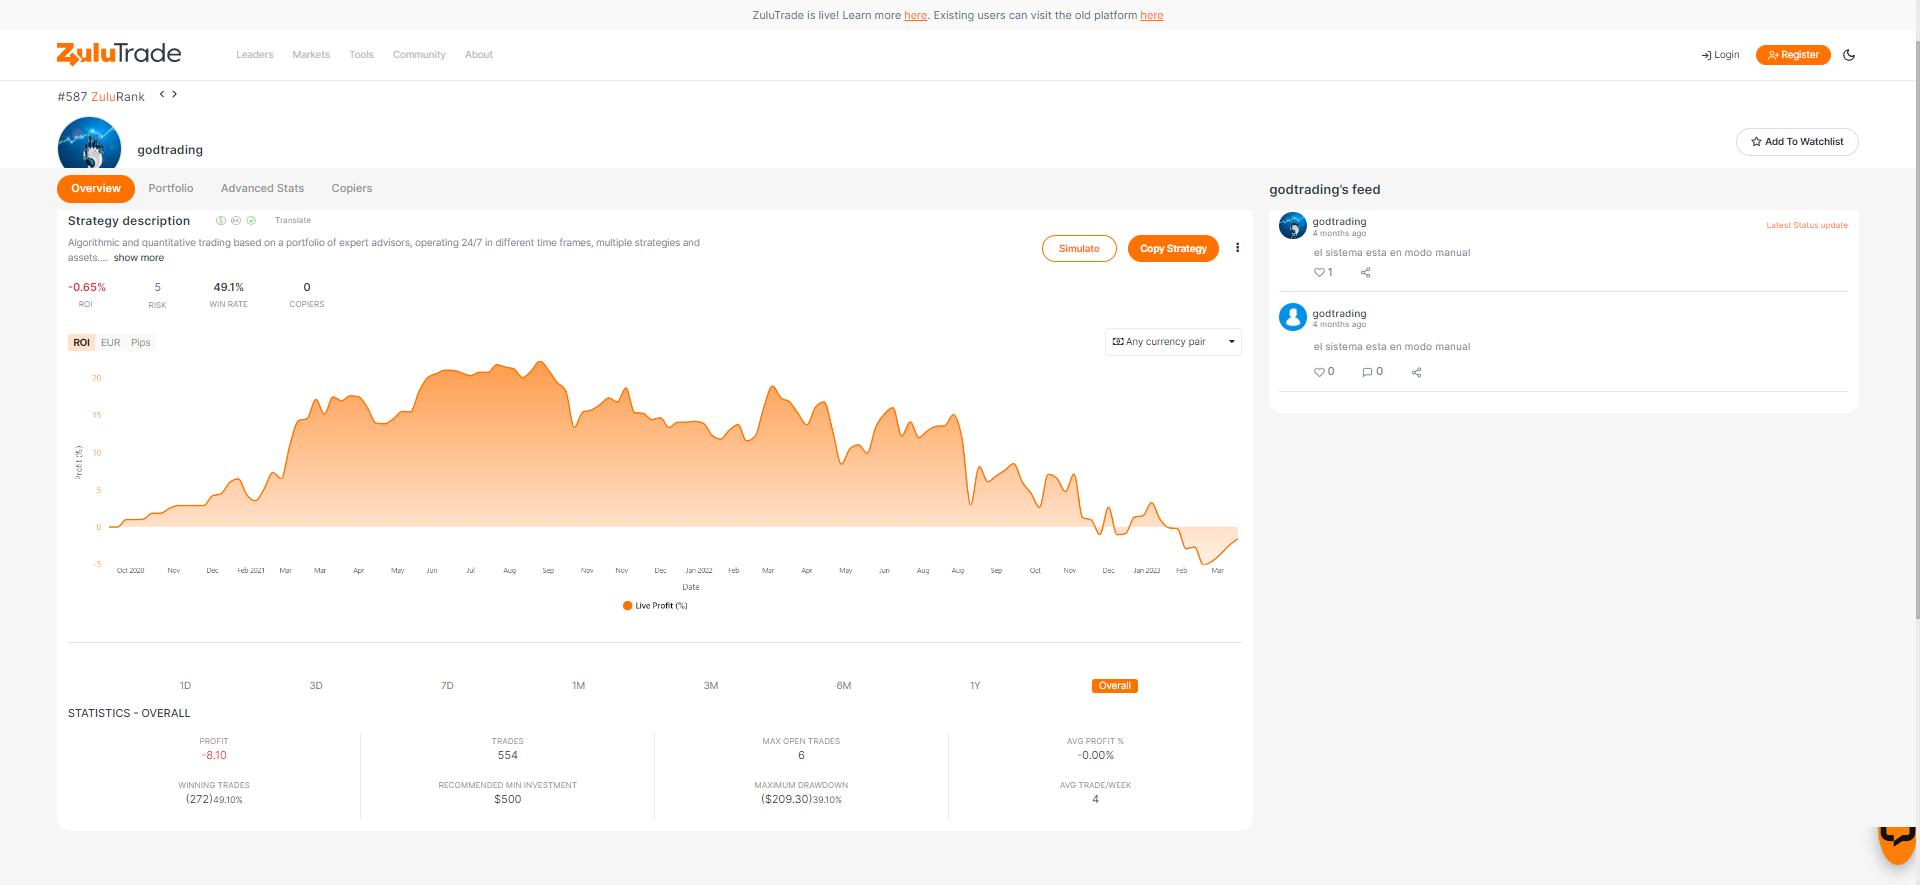 ZuluTrade is live! Learn more here. Existing users can visit the old platform here
ZuluTrade
Leaders
Markets
Tools
Community
About
Login
Register
#587 ZuluRank
godtrading
Add To Watchlist
Overview
Portfolio
Advanced Stats
Copiers
Strategy description
EA
Translate
Algorithmic and quantitative trading based on a portfolio of expert advisors, operating 24/7 in different time frames, multiple strategies and
assets.... show more
Simulate
Copy Strategy
-0.65%
5
49.1%
0
ROI
RISK
WIN RATE
COPIERS
ROI
EUR
Pips
Any currency pair
20
15
10
5
0
-5
Profit (%)
Oct 2020
Nov
Dec
Feb 2021
Mar
Mar
Apr
May
Jun
Jul
Aug
Sep
Nov
Nov
Dec
Jan 2022
Feb
Mar
Apr
May
Jun
Aug
Aug
Sep
Oct
Nov
Dec
Jan 2023
Feb
Mar
Date
Live Profit (%)
1D
3D
7D
1M
3M
6M
1Y
Overall
STATISTICS - OVERALL
PROFIT
-8.10
TRADES
554
MAX OPEN TRADES
6
AVG PROFIT %
-0.00%
WINNING TRADES
(272)49.10%
RECOMMENDED MIN INVESTMENT
$500
MAXIMUM DRAWDOWN
($209.30)39.10%
AVG TRADE/WEEK
4
godtrading's feed
godtrading
4 months ago
Latest Status update
el sistema esta en modo manual
1
godtrading
4 months ago
el sistema esta en modo manual
0
0